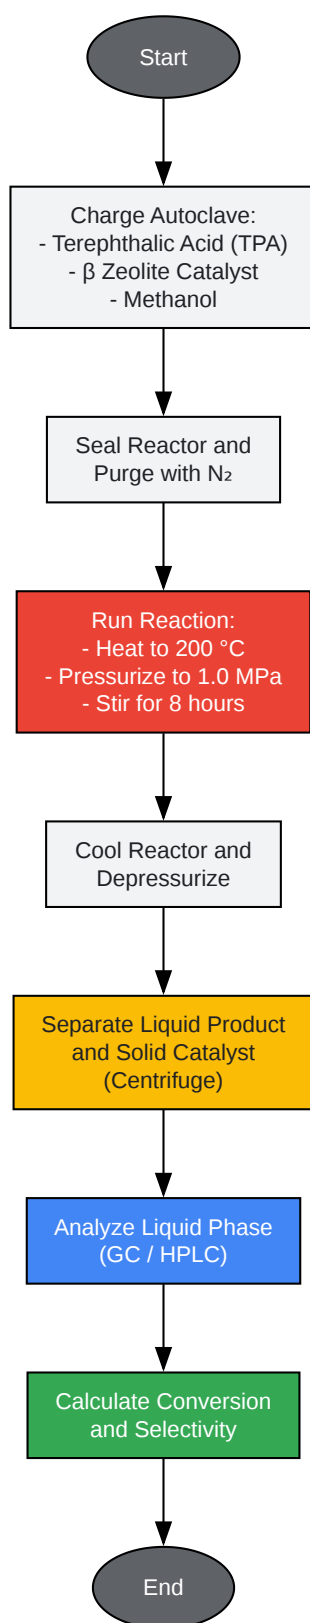 Start
Charge Autoclave:
- Terephthalic Acid (TPA)
- β Zeolite Catalyst
- Methanol
Seal Reactor and
Purge with N₂
Run Reaction:
- Heat to 200 °C
- Pressurize to 1.0 MPa
- Stir for 8 hours
Cool Reactor and
Depressurize
Separate Liquid Product
and Solid Catalyst
(Centrifuge)
Analyze Liquid Phase
(GC / HPLC)
Calculate Conversion
and Selectivity
End